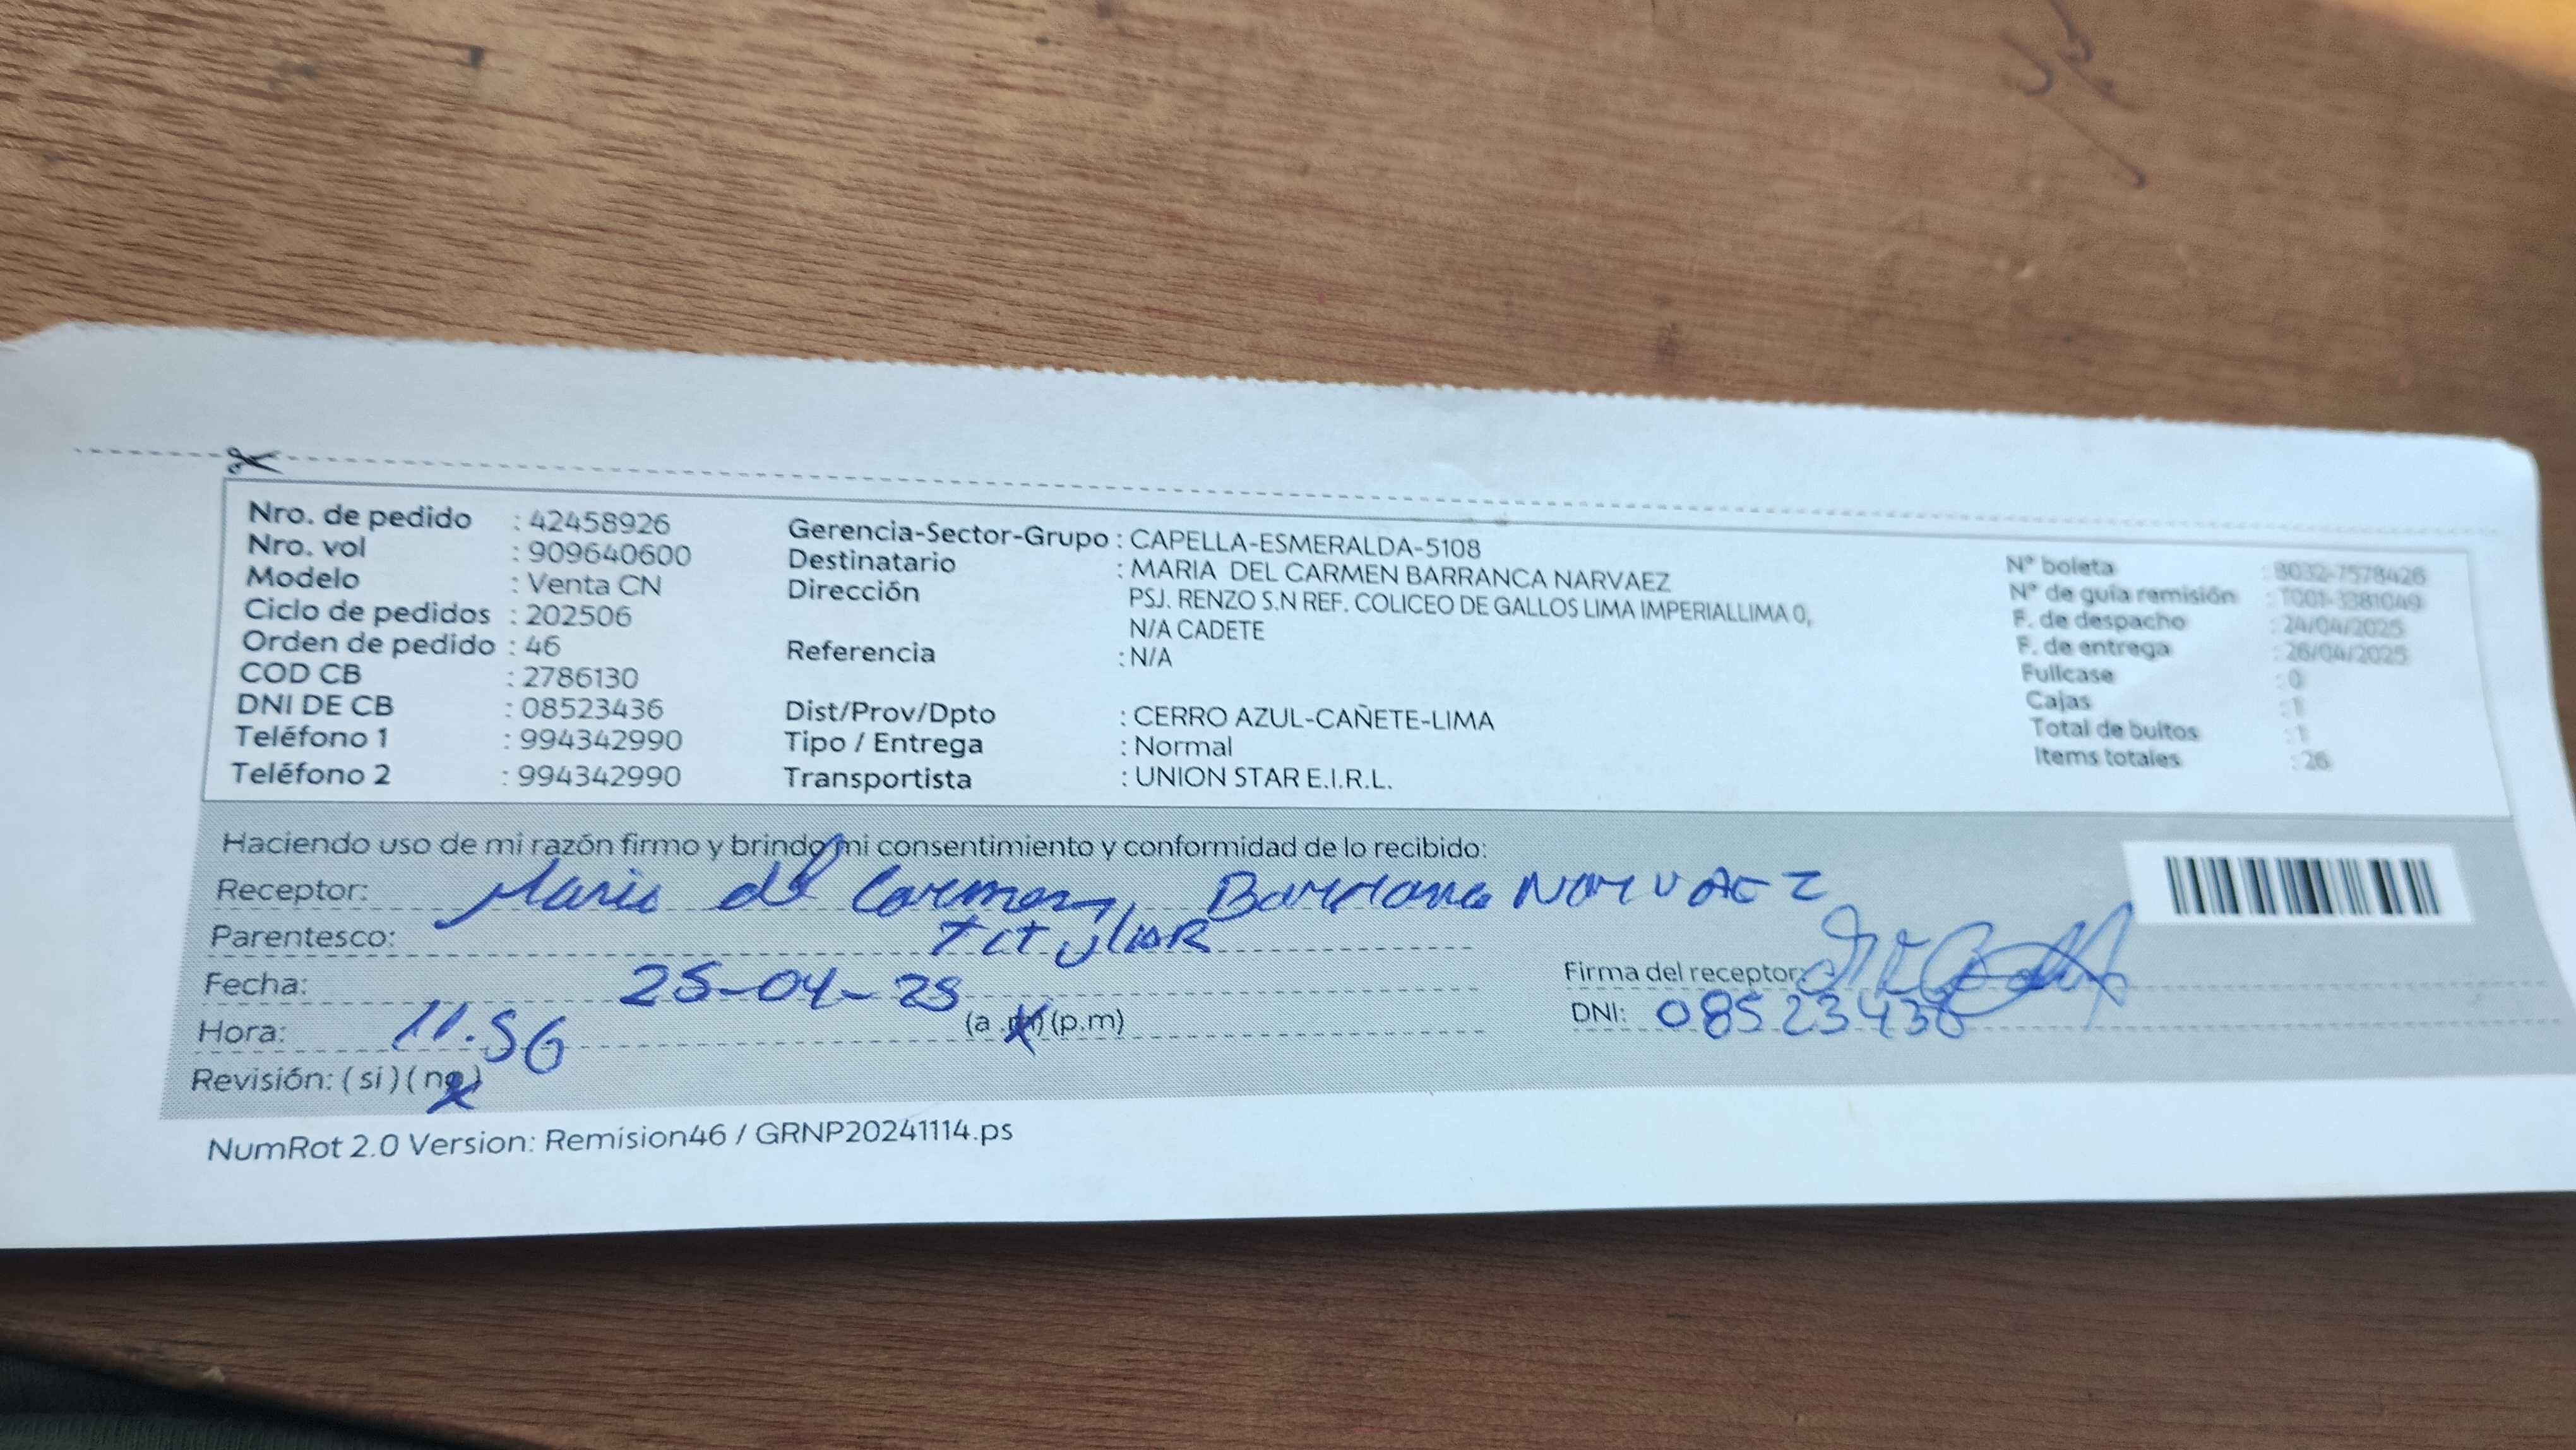 Nro. de pedido : 42458926
Nro. vol : 909640600
Modelo : Venta CN
Ciclo de pedidos : 202506
Orden de pedido : 46
COD CB : 2786130
DNI DE CB : 08523436
Teléfono 1 : 994342990
Teléfono 2 : 994342990
Gerencia-Sector-Grupo : CAPELLA-ESMERALDA-5108
Destinatario : MARIA DEL CARMEN BARRANCA NARVAEZ
Dirección PSJ. RENZO S.N REF. COLICEO DE GALLOS LIMA IMPERIALLIMA 0,
N/A CADETE
Referencia : N/A
Dist/Prov/Dpto : CERRO AZUL-CAÑETE-LIMA
Tipo / Entrega : Normal
Transportista : UNION STAR E.I.R.L.
N° boleta
N° de guía remisión : T001-3381049
F. de despacho : 24/04/2025
F. de entrega : 26/04/2025
Fullcase : 0
Cajas : 1
Total de bultos : 1
Items totales : 26
Haciendo uso de mi razón firmo y brindo mi consentimiento y conformidad de lo recibido:
Receptor: Maria del Carmen Barranca NARVAEZ
Parentesco: Titular
Fecha: 25-04-25
Hora: 11.56 (a.m) (p.m)
Revisión: (si) (no)
Firma del receptor:
DNI: 08523436
NumRot 2.0 Version: Remision46 / GRNP20241114.ps